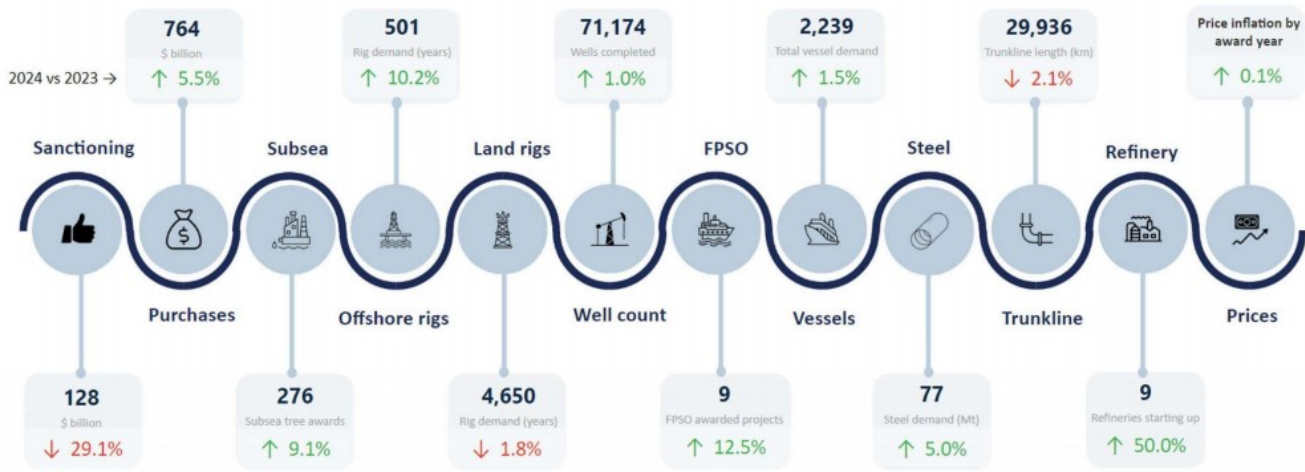 764
$ billion
↑ 5.5%
501
Rig demand (years)
↑ 10.2%
71,174
Wells completed
↑ 1.0%
2,239
Total vessel demand
↑ 1.5%
29,936
Trunkline length (km)
↓ 2.1%
Price inflation by
award year
↑ 0.1%
2024 vs 2023 →
Sanctioning
Subsea
Land rigs
FPSO
Steel
Refinery
$
Purchases
Offshore rigs
Well count
Vessels
Trunkline
Prices
128
$ billion
↓ 29.1%
276
Subsea tree awards
↑ 9.1%
4,650
Rig demand (years)
↓ 1.8%
9
FPSO awarded projects
↑ 12.5%
77
Steel demand (Mt)
↑ 5.0%
9
Refineries starting up
↑ 50.0%